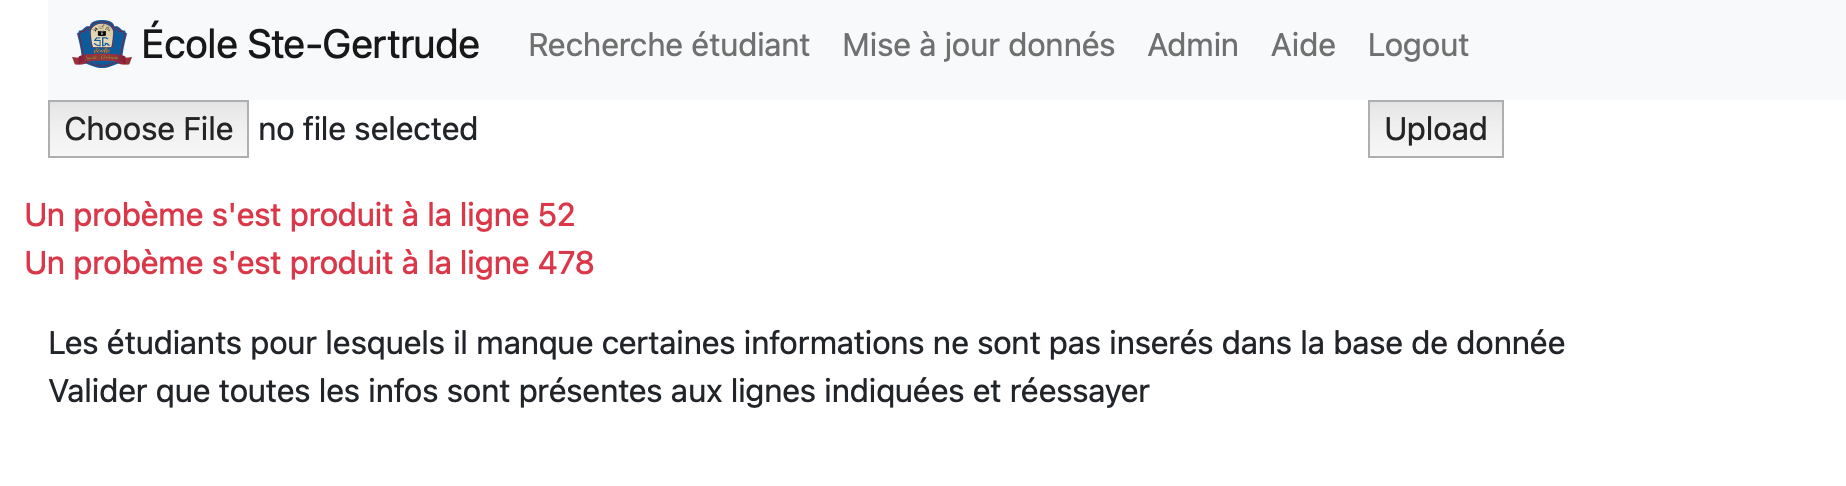 École Ste-Gertrude Recherche étudiant Mise à jour donnés Admin Aide Logout
Choose File no file selected Upload
Un probème s'est produit à la ligne 52
Un probème s'est produit à la ligne 478
Les étudiants pour lesquels il manque certaines informations ne sont pas inserés dans la base de donnée
Valider que toutes les infos sont présentes aux lignes indiquées et réessayer